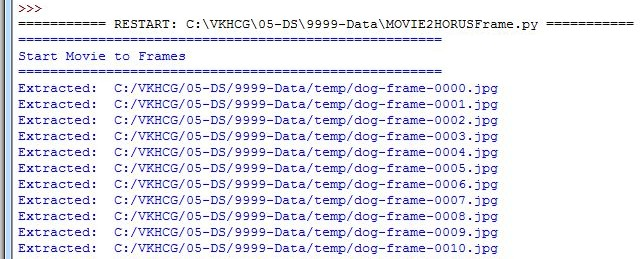 >>>
=========== RESTART: C:\VKHCG\05-DS\9999-Data\MOVIE2HORUSFrame.py ===========
=====================================================
Start Movie to Frames
=====================================================
Extracted:  C:/VKHCG/05-DS/9999-Data/temp/dog-frame-0000.jpg
Extracted:  C:/VKHCG/05-DS/9999-Data/temp/dog-frame-0001.jpg
Extracted:  C:/VKHCG/05-DS/9999-Data/temp/dog-frame-0002.jpg
Extracted:  C:/VKHCG/05-DS/9999-Data/temp/dog-frame-0003.jpg
Extracted:  C:/VKHCG/05-DS/9999-Data/temp/dog-frame-0004.jpg
Extracted:  C:/VKHCG/05-DS/9999-Data/temp/dog-frame-0005.jpg
Extracted:  C:/VKHCG/05-DS/9999-Data/temp/dog-frame-0006.jpg
Extracted:  C:/VKHCG/05-DS/9999-Data/temp/dog-frame-0007.jpg
Extracted:  C:/VKHCG/05-DS/9999-Data/temp/dog-frame-0008.jpg
Extracted:  C:/VKHCG/05-DS/9999-Data/temp/dog-frame-0009.jpg
Extracted:  C:/VKHCG/05-DS/9999-Data/temp/dog-frame-0010.jpg